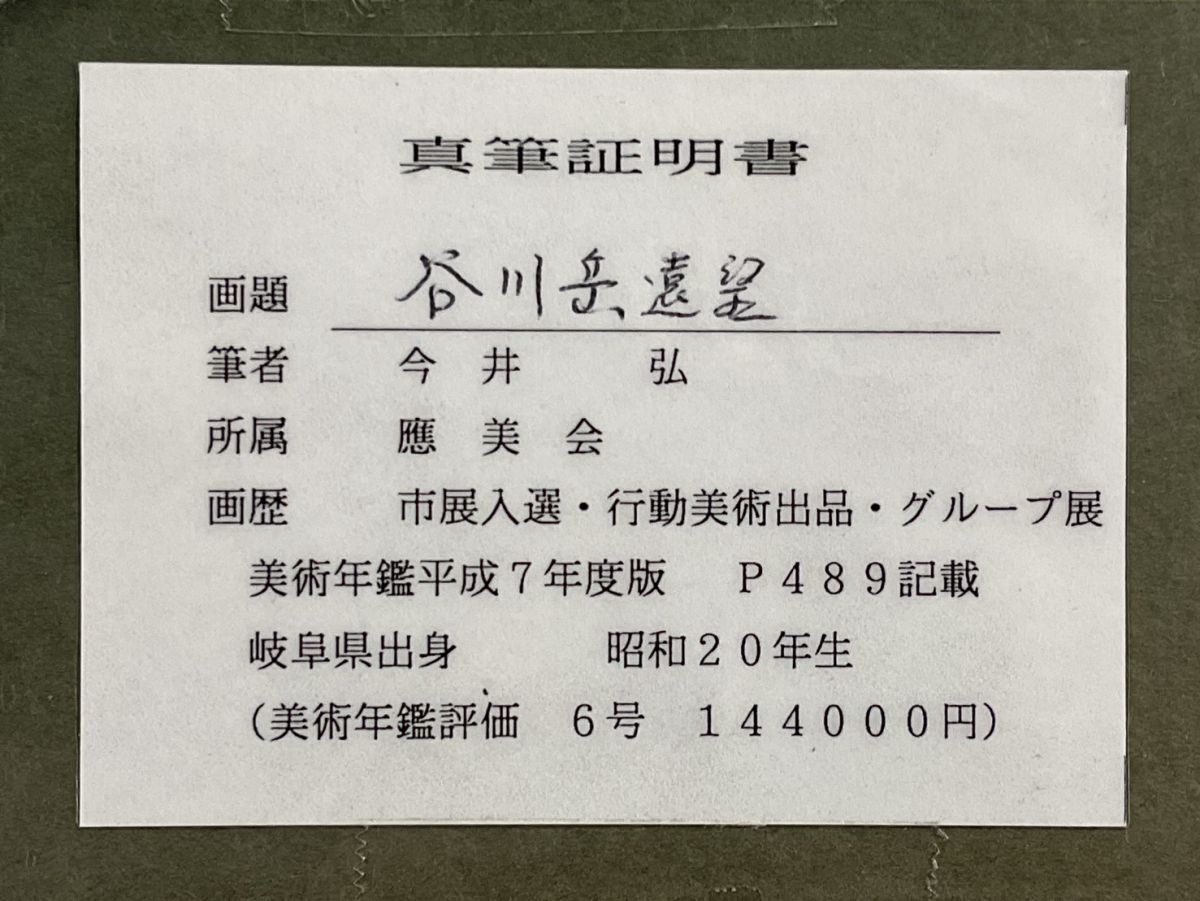 真筆証明書
画題 谷川岳遠望
筆者 今井 弘
所属 應美会
画歴 市展入選・行動美術出品・グループ展
美術年鑑平成７年度版 Ｐ４８９記載
岐阜県出身 昭和２０年生
（美術年鑑評価 ６号 １４４０００円）